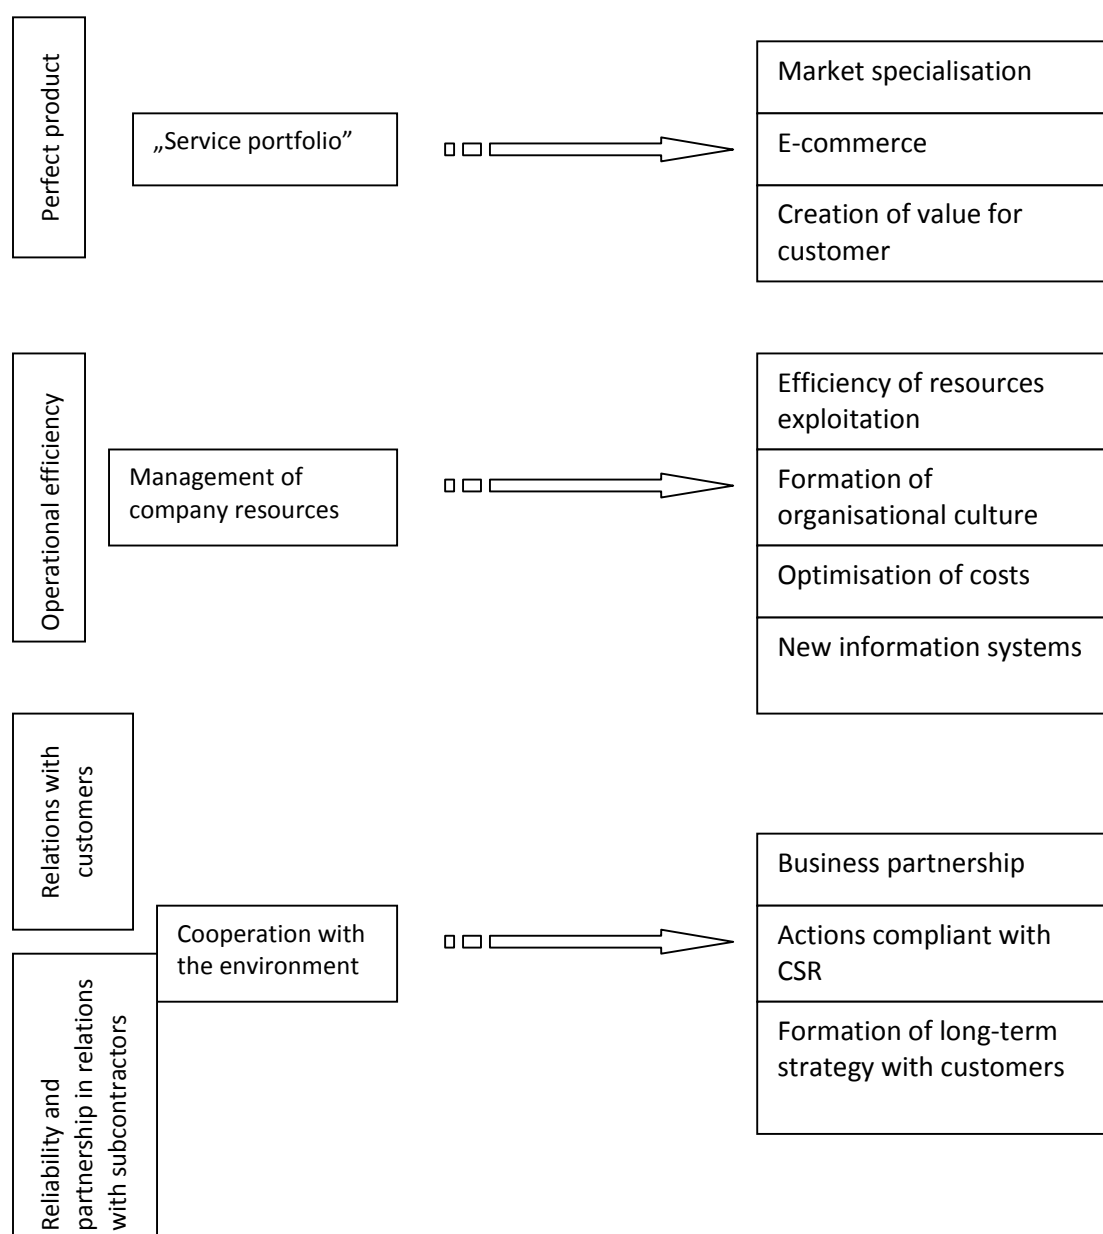 Perfect product
„Service portfolio”
Market specialisation
E-commerce
Creation of value for
customer
Operational efficiency
Management of
company resources
Efficiency of resources
exploitation
Formation of
organisational culture
Optimisation of costs
New information systems
Relations with
customers
Reliability and
partnership in relations
with subcontractors
Cooperation with
the environment
Business partnership
Actions compliant with
CSR
Formation of long-term
strategy with customers